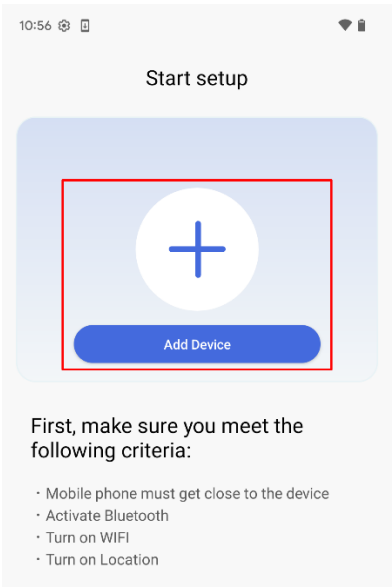 10:56
Start setup
Add Device
First, make sure you meet the
following criteria:
· Mobile phone must get close to the device
· Activate Bluetooth
· Turn on WIFI
· Turn on Location